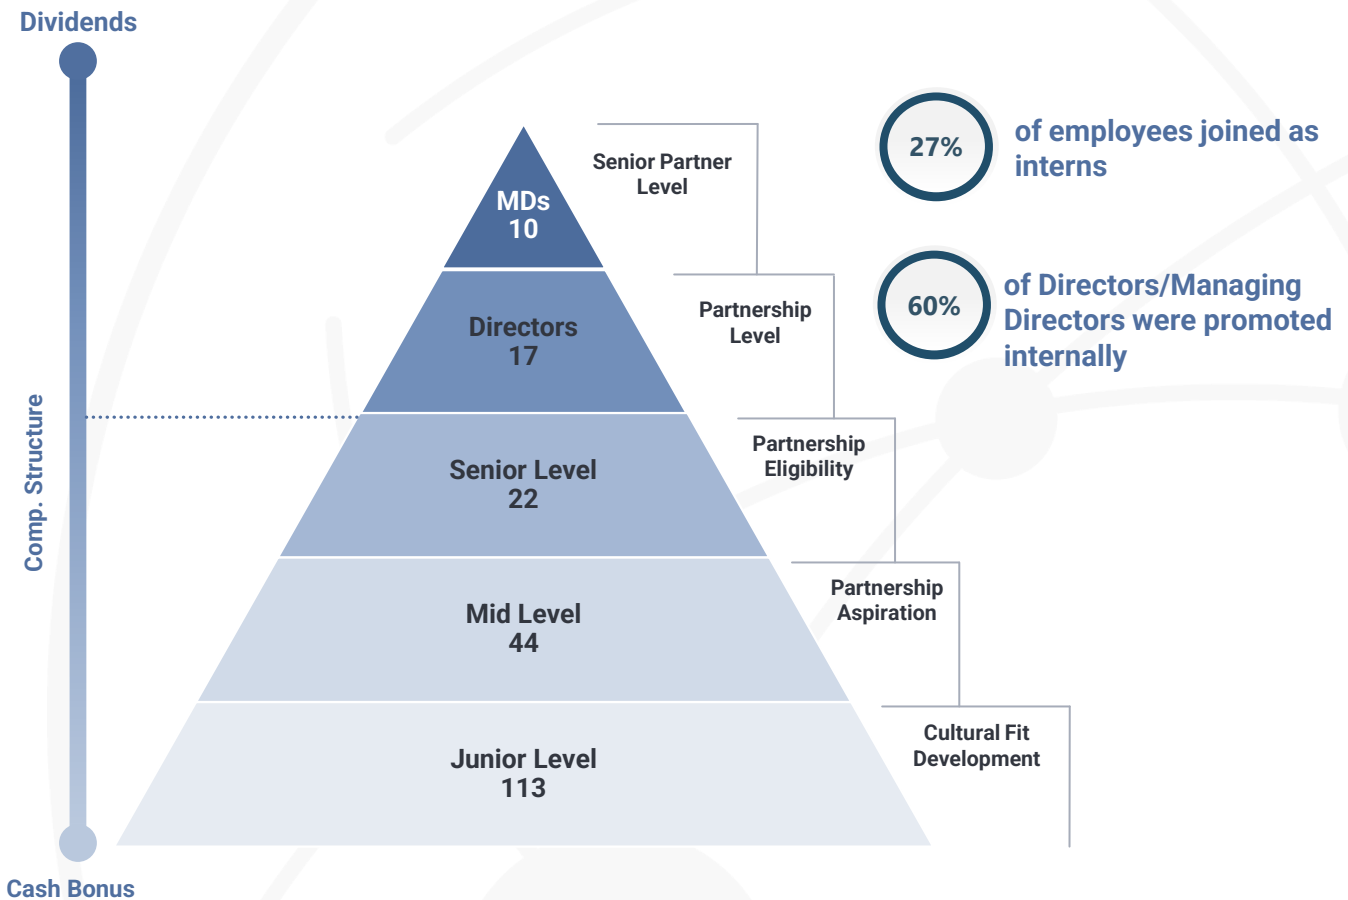 Dividends
Senior Partner
Level
MDs
10
27%
of employees joined as
interns
Partnership
Level
Directors
17
60%
of Directors/Managing
Directors were promoted
internally
Comp. Structure
Partnership
Eligibility
Senior Level
22
Partnership
Aspiration
Mid Level
44
Cultural Fit
Development
Junior Level
113
Cash Bonus